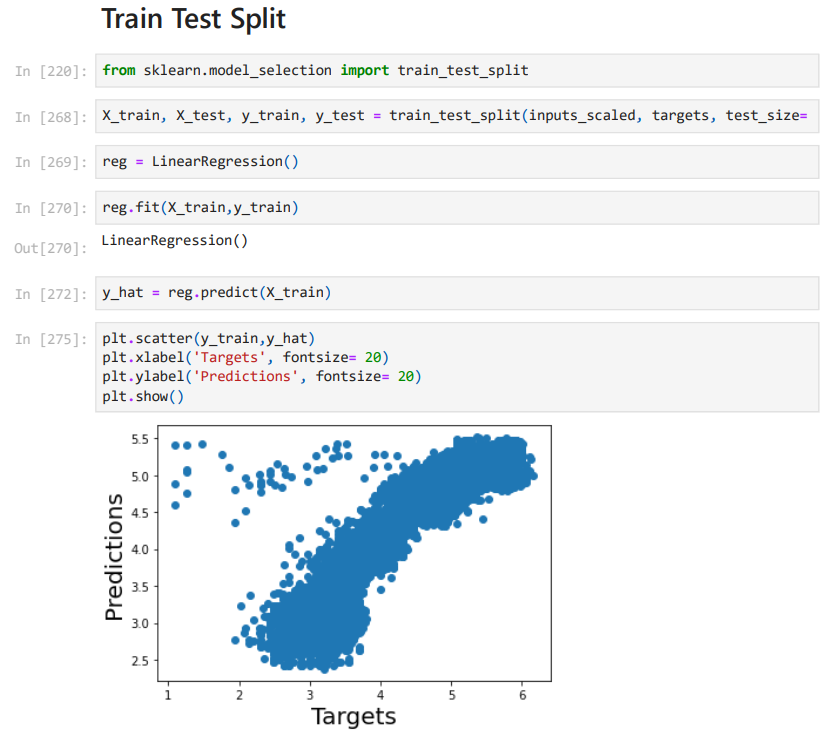 Train Test Split
In [220]: from sklearn.model_selection import train_test_split
In [268]: X_train, X_test, y_train, y_test = train_test_split(inputs_scaled, targets, test_size=
In [269]: reg = LinearRegression()
In [270]: reg.fit(X_train,y_train)
Out[270]: LinearRegression()
In [272]: y_hat = reg.predict(X_train)
In [275]: plt.scatter(y_train,y_hat)
plt.xlabel('Targets', fontsize= 20)
plt.ylabel('Predictions', fontsize= 20)
plt.show()
5.5
5.0
4.5
4.0
3.5
3.0
2.5
Predictions
1 2 3 4 5 6
Targets